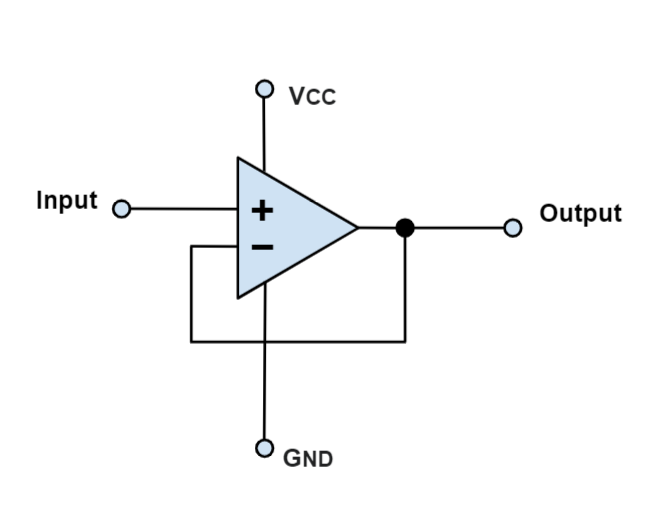 Vcc
Input
+
Output
−
GND